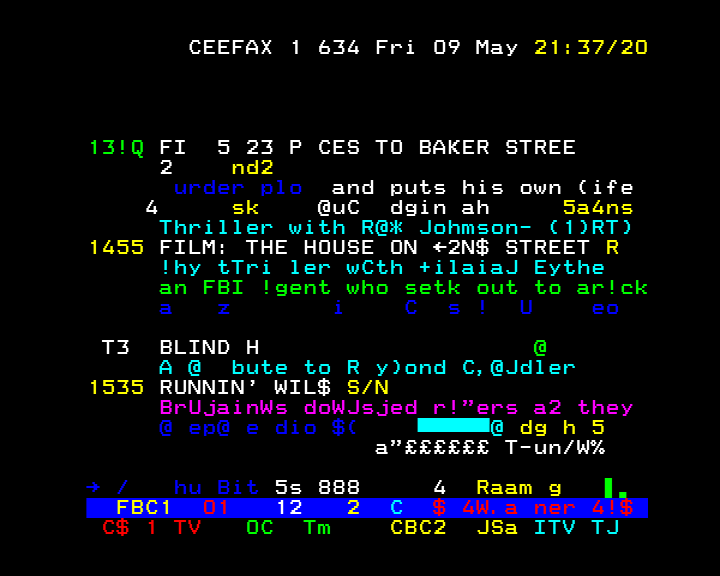 CEEFAX 1 634 Fri 09 May 21:37/20
13!Q FI 5 23 P CES TO BAKER STREE
2 nd2
urder plo and puts his own (ife
4 sk @uC dgin ah 5a4ns
Thriller with R@* Johmson- (1)RT)
1455 FILM: THE HOUSE ON ←2N$ STREET R
!hy tTri ler wCth +ilaiaJ Eythe
an FBI !gent who setk out to ar!ck
a z i C s ! U eo
T3 BLIND H @
A @ bute to R y)ond C,@Jdler
1535 RUNNIN' WIL$ S/N
BrUjainWs doWJsjed r!"ers a2 they
@ ep@ e dio $( @ dg h 5
a"££££££ T-un/W%
→ / hu Bit 5s 888 4 Raam g
FBC1 O1 12 2 C $ 4W.a ner 4!$
C$ 1 TV OC Tm CBC2 JSa ITV TJ